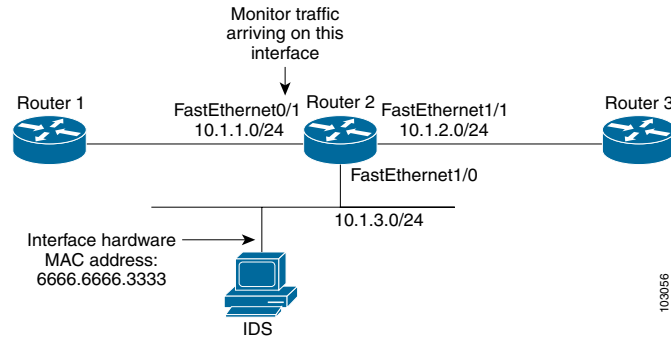 Monitor traffic
arriving on this
interface
Router 1
FastEthernet0/1
10.1.1.0/24
Router 2
FastEthernet1/1
10.1.2.0/24
Router 3
FastEthernet1/0
10.1.3.0/24
Interface hardware
MAC address:
6666.6666.3333
IDS
103056